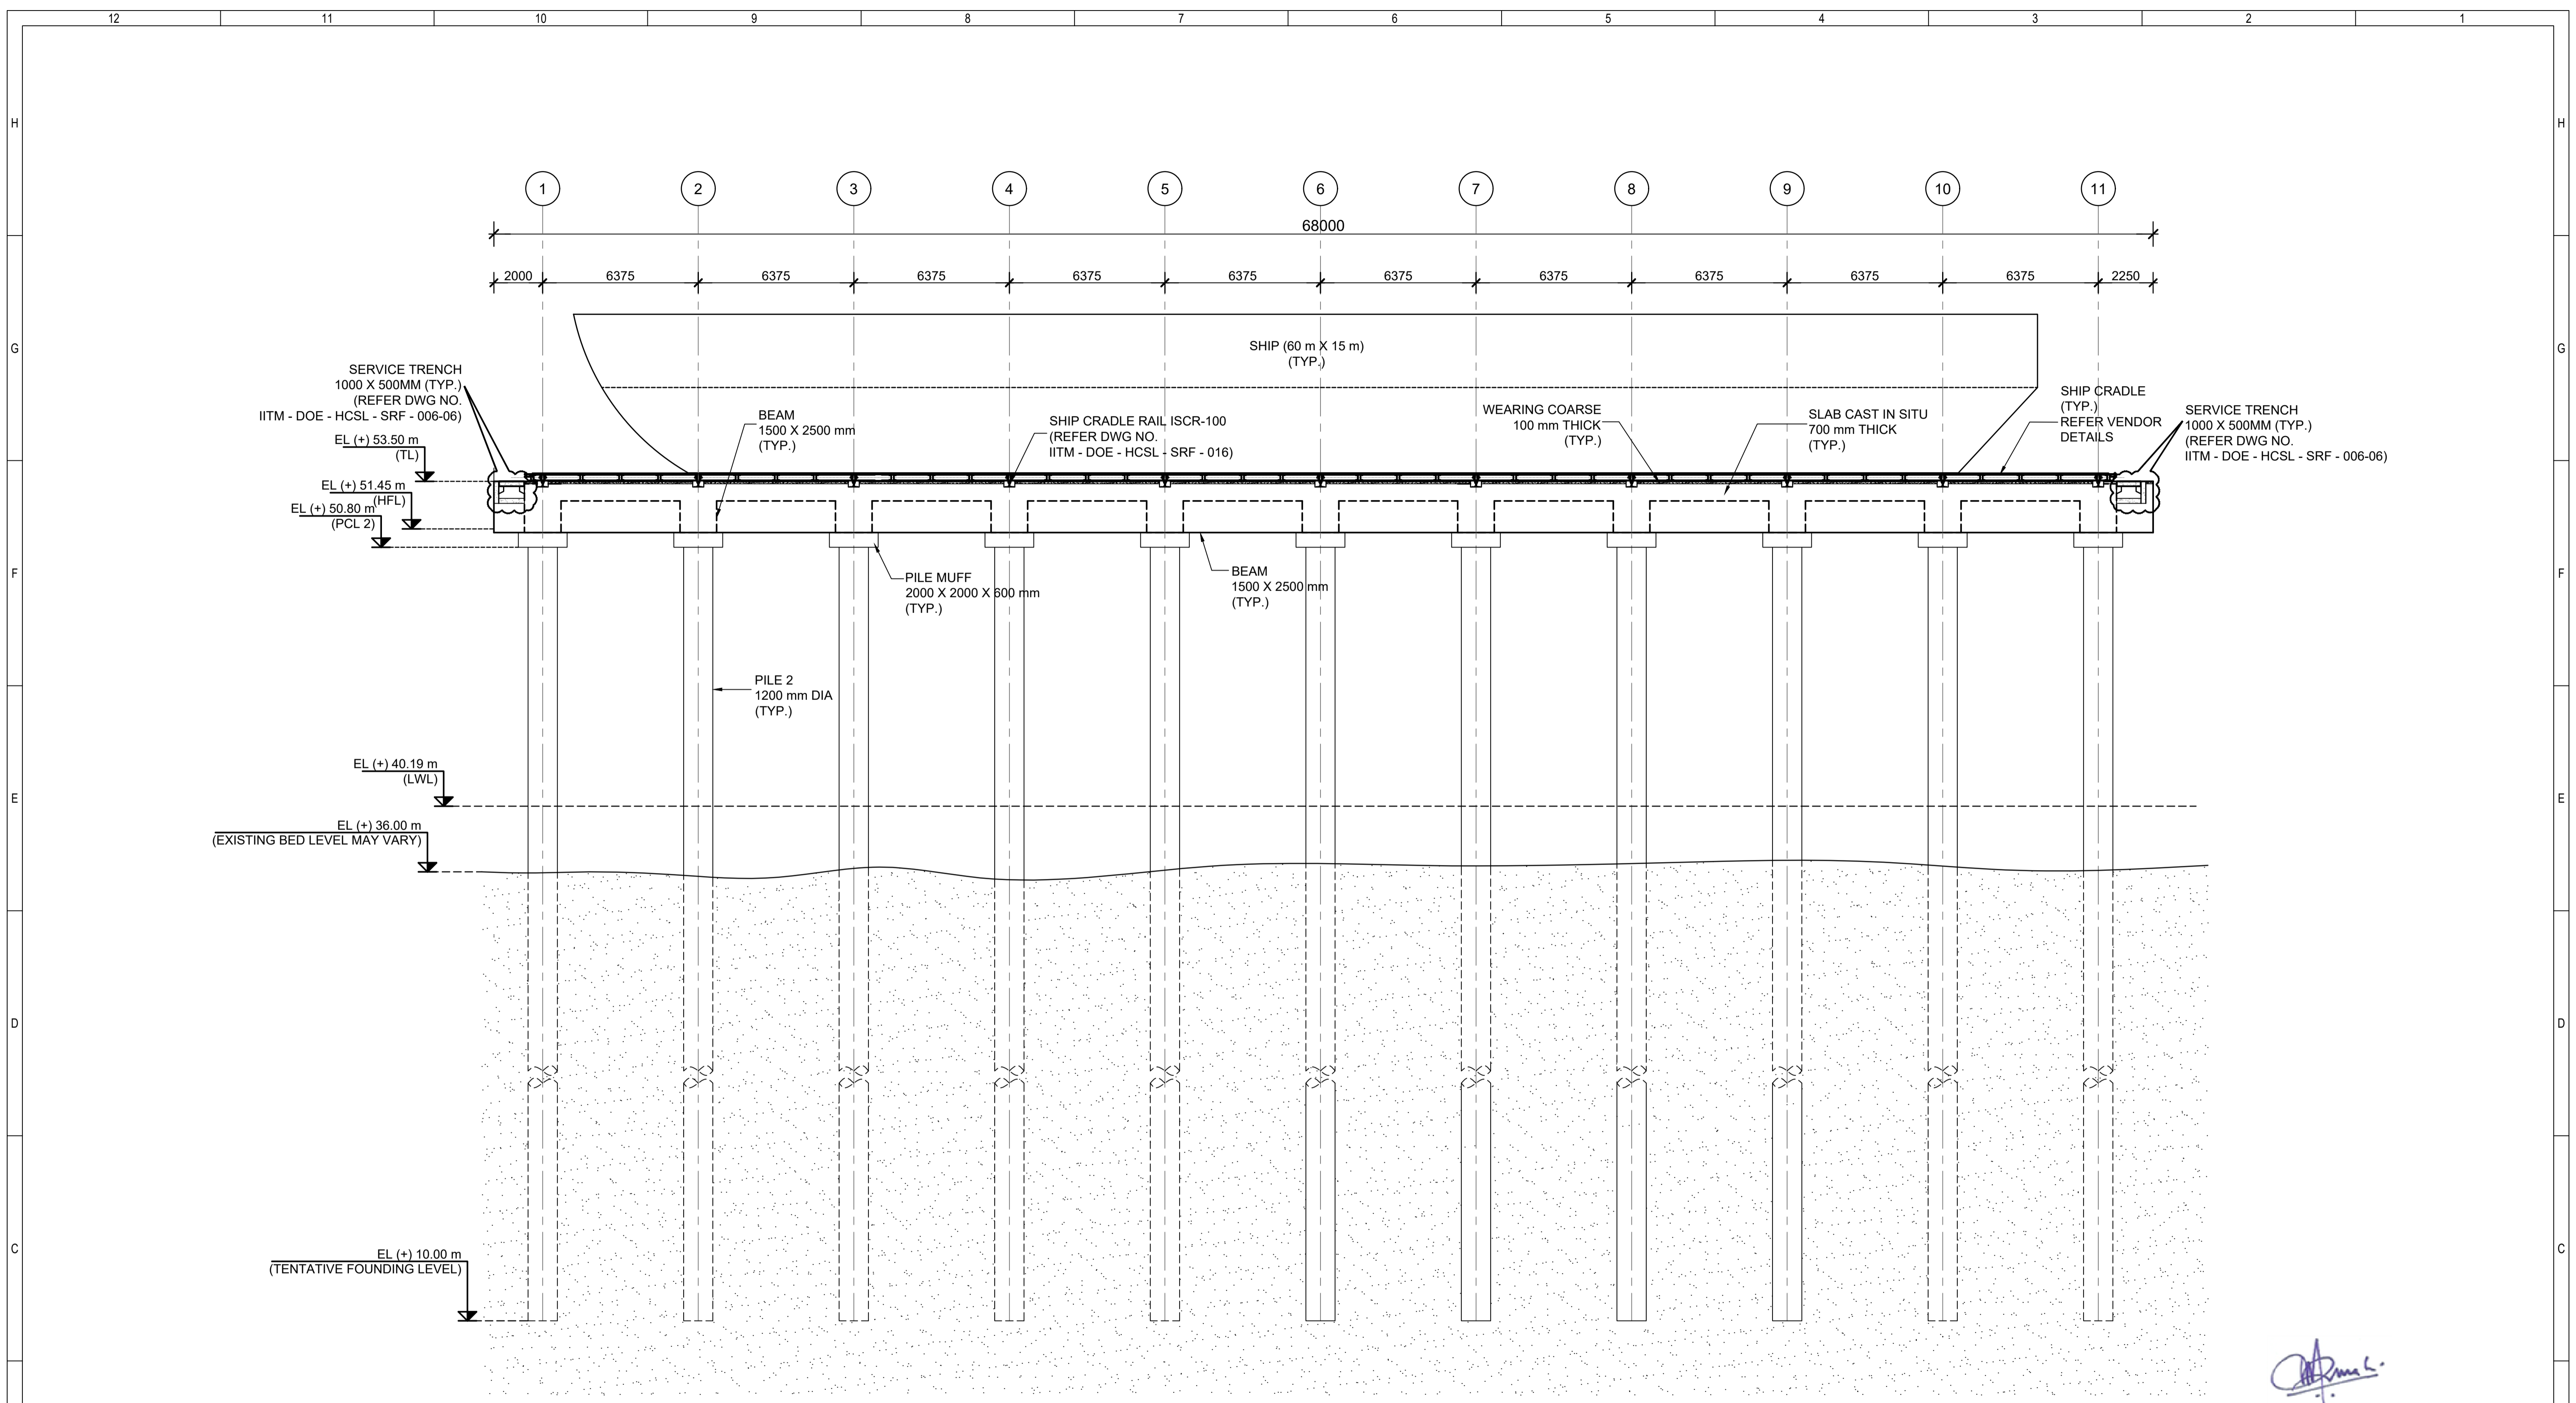 12 11 10 9 8 7 6 5 4 3 2 1
H H
1 2 3 4 5 6 7 8 9 10 11
68000
2000 6375 6375 6375 6375 6375 6375 6375 6375 6375 6375 2250
G G
SHIP (60 m X 15 m)
(TYP.)
SERVICE TRENCH
1000 X 500MM (TYP.)
(REFER DWG NO.
IITM - DOE - HCSL - SRF - 006-06)
BEAM
1500 X 2500 mm
(TYP.)
SHIP CRADLE RAIL ISCR-100
(REFER DWG NO.
IITM - DOE - HCSL - SRF - 016)
WEARING COARSE
100 mm THICK
(TYP.)
SLAB CAST IN SITU
700 mm THICK
(TYP.)
SHIP CRADLE
(TYP.)
REFER VENDOR
DETAILS
SERVICE TRENCH
1000 X 500MM (TYP.)
(REFER DWG NO.
IITM - DOE - HCSL - SRF - 006-06)
EL (+) 53.50 m
(TL)
EL (+) 51.45 m
(HFL)
EL (+) 50.80 m
(PCL 2)
F F
PILE MUFF
2000 X 2000 X 600 mm
(TYP.)
BEAM
1500 X 2500 mm
(TYP.)
PILE 2
1200 mm DIA
(TYP.)
EL (+) 40.19 m
(LWL)
E E
EL (+) 36.00 m
(EXISTING BED LEVEL MAY VARY)
D D
C C
EL (+) 10.00 m
(TENTATIVE FOUNDING LEVEL)